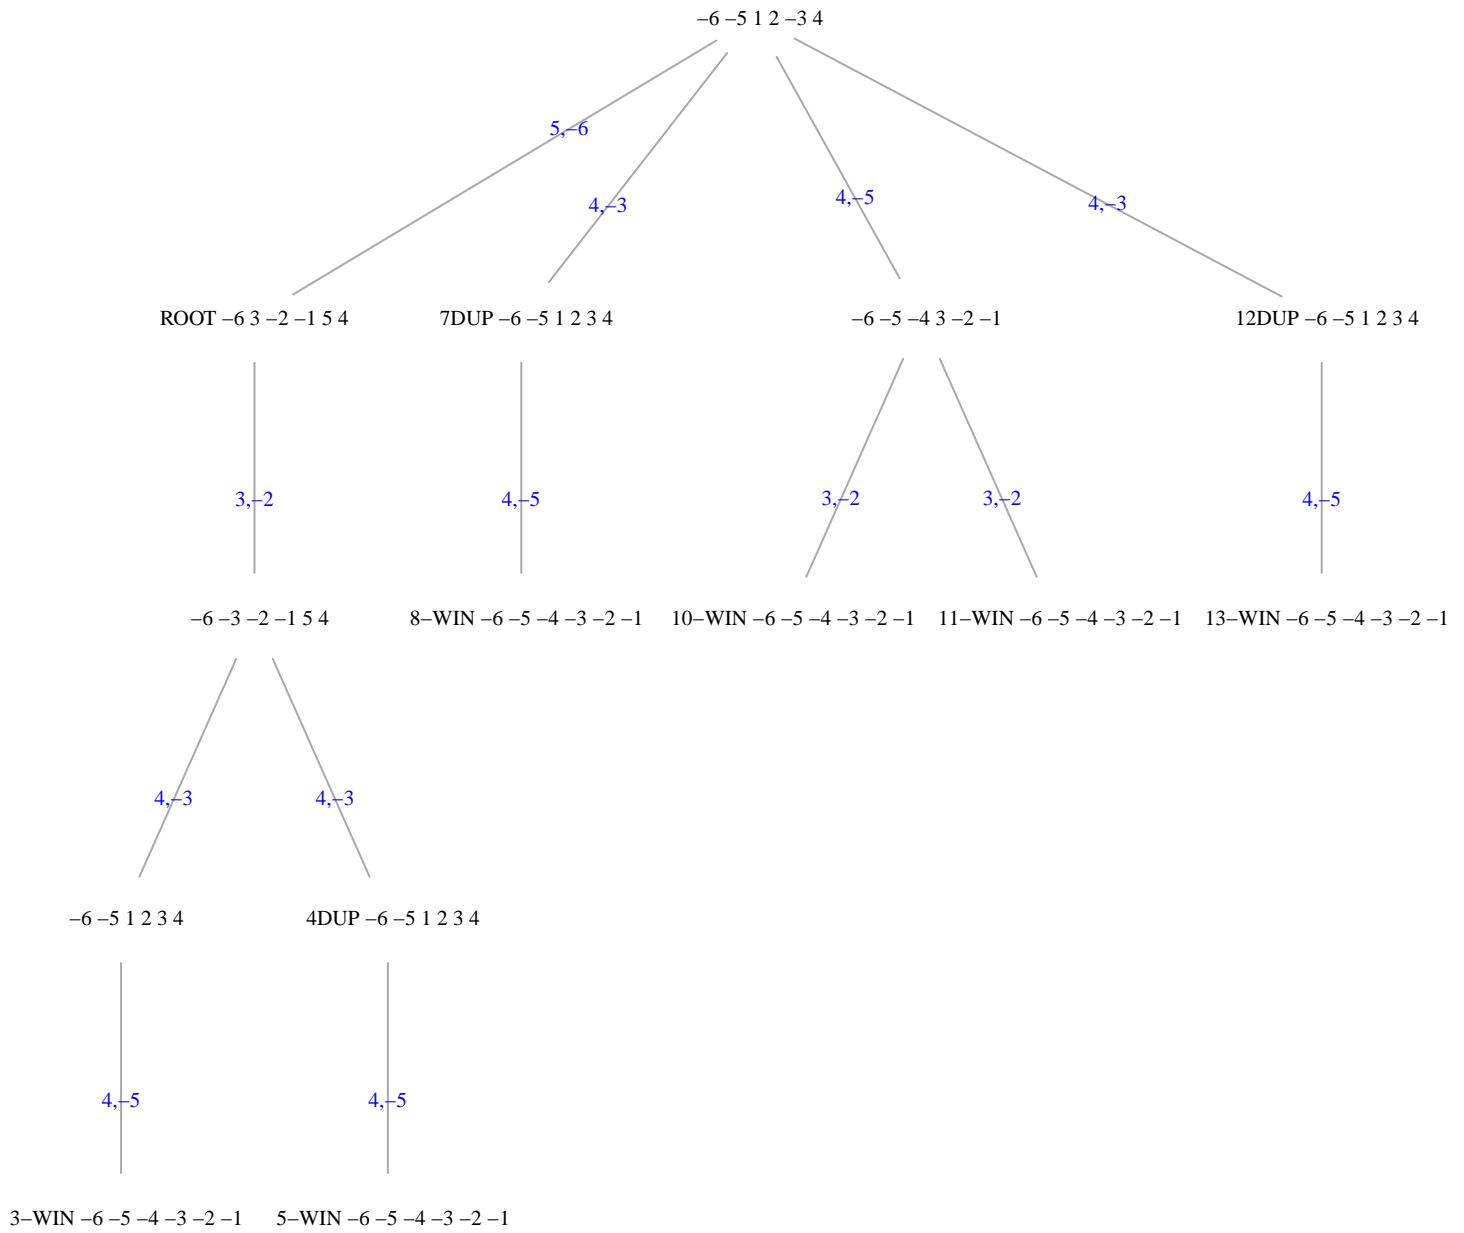 −6 −5 1 2 −3 4
5,−6
4,−3
4,−5
4,−3
ROOT −6 3 −2 −1 5 4
7DUP −6 −5 1 2 3 4
−6 −5 −4 3 −2 −1
12DUP −6 −5 1 2 3 4
3,−2
4,−5
3,−2
3,−2
4,−5
−6 −3 −2 −1 5 4
8−WIN −6 −5 −4 −3 −2 −1
10−WIN −6 −5 −4 −3 −2 −1
11−WIN −6 −5 −4 −3 −2 −1
13−WIN −6 −5 −4 −3 −2 −1
4,−3
4,−3
−6 −5 1 2 3 4
4DUP −6 −5 1 2 3 4
4,−5
4,−5
3−WIN −6 −5 −4 −3 −2 −1
5−WIN −6 −5 −4 −3 −2 −1